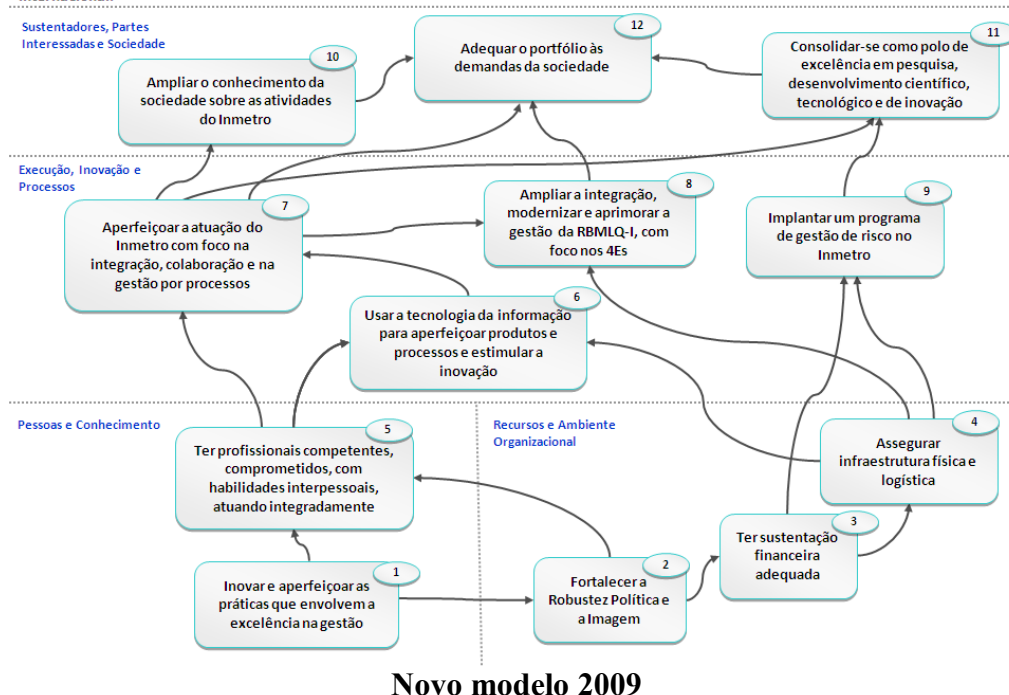 Sustentadores, Partes
Interessadas e Sociedade
10
Ampliar o conhecimento da
sociedade sobre as atividades
do Inmetro
12
Adequar o portfólio às
demandas da sociedade
11
Consolidar-se como polo de
excelência em pesquisa,
desenvolvimento científico,
tecnológico e de inovação
Execução, Inovação e
Processos
7
Aperfeiçoar a atuação do
Inmetro com foco na
integração, colaboração e na
gestão por processos
8
Ampliar a integração,
modernizar e aprimorar a
gestão da RBMLQ-I, com
foco nos 4Es
9
Implantar um programa
de gestão de risco no
Inmetro
6
Usar a tecnologia da informação
para aperfeiçoar produtos e
processos e estimular a
inovação
Pessoas e Conhecimento
5
Ter profissionais competentes,
comprometidos, com
habilidades interpessoais,
atuando integradamente
Recursos e Ambiente
Organizacional
4
Assegurar
infraestrutura física e
logística
3
Ter sustentação
financeira
adequada
1
Inovar e aperfeiçoar as
práticas que envolvem a
excelência na gestão
2
Fortalecer a
Robustez Política e
a Imagem
Novo modelo 2009